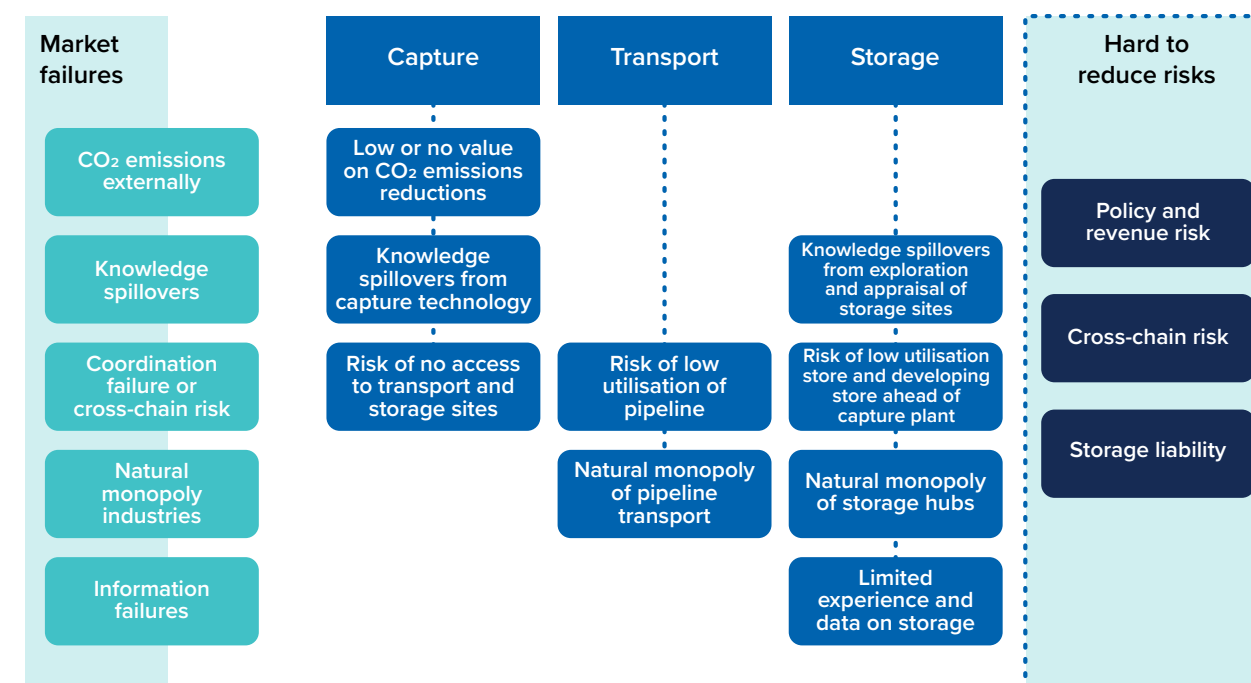 Market
failures
Capture
Transport
Storage
Hard to
reduce risks
CO₂ emissions
externally
Low or no value
on CO₂ emissions
reductions
Knowledge
spillovers
Knowledge
spillovers from
capture technology
Knowledge spillovers
from exploration
and appraisal of
storage sites
Coordination
failure or
cross-chain risk
Risk of no access
to transport and
storage sites
Risk of low
utilisation of
pipeline
Risk of low utilisation
store and developing
store ahead of
capture plant
Natural
monopoly
industries
Natural monopoly
of pipeline
transport
Natural monopoly
of storage hubs
Information
failures
Limited
experience and
data on storage
Policy and
revenue risk
Cross-chain risk
Storage liability